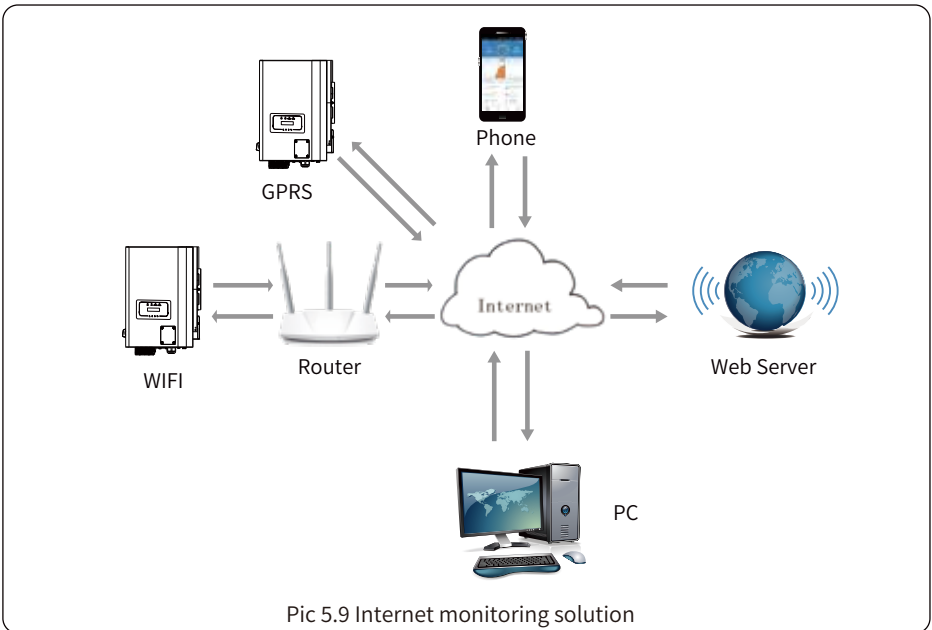 Phone
GPRS
Internet
WIFI
Router
Web Server
PC
Pic 5.9 Internet monitoring solution